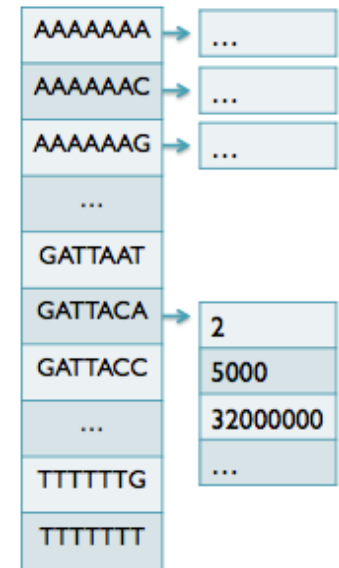 AAAAAAA ...
AAAAAAC ...
AAAAAAG ...
...
GATTAAT
GATTACA 2
GATTACC 5000
... 32000000
...
TTTTTTG
TTTTTTT